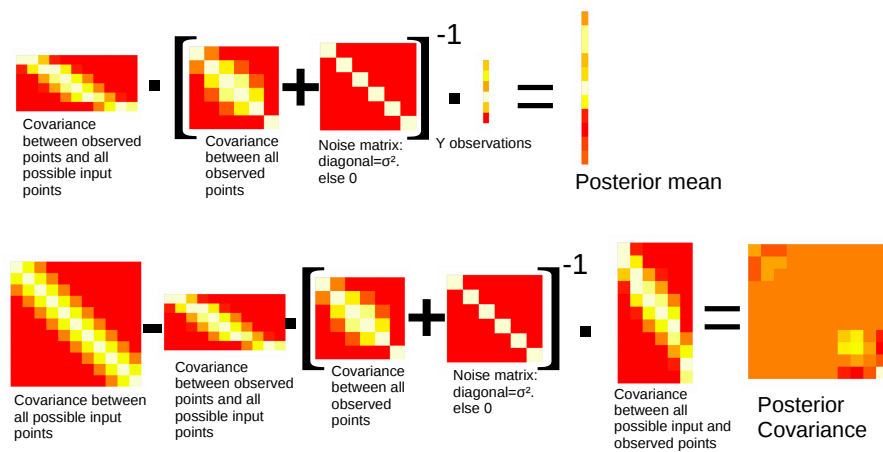 [
+
]
-1
.
.
=
Covariance
between observed
points and all
possible input
points
Covariance
between all
observed
points
Noise matrix:
diagonal=σ².
else 0
Y observations
Posterior mean
-
.
[
+
]
-1
.
=
Covariance between
all possible input
points
Covariance
between observed
points and all
possible input
points
Covariance
between all
observed
points
Noise matrix:
diagonal=σ².
else 0
Covariance
between all
possible input and
observed points
Posterior
Covariance